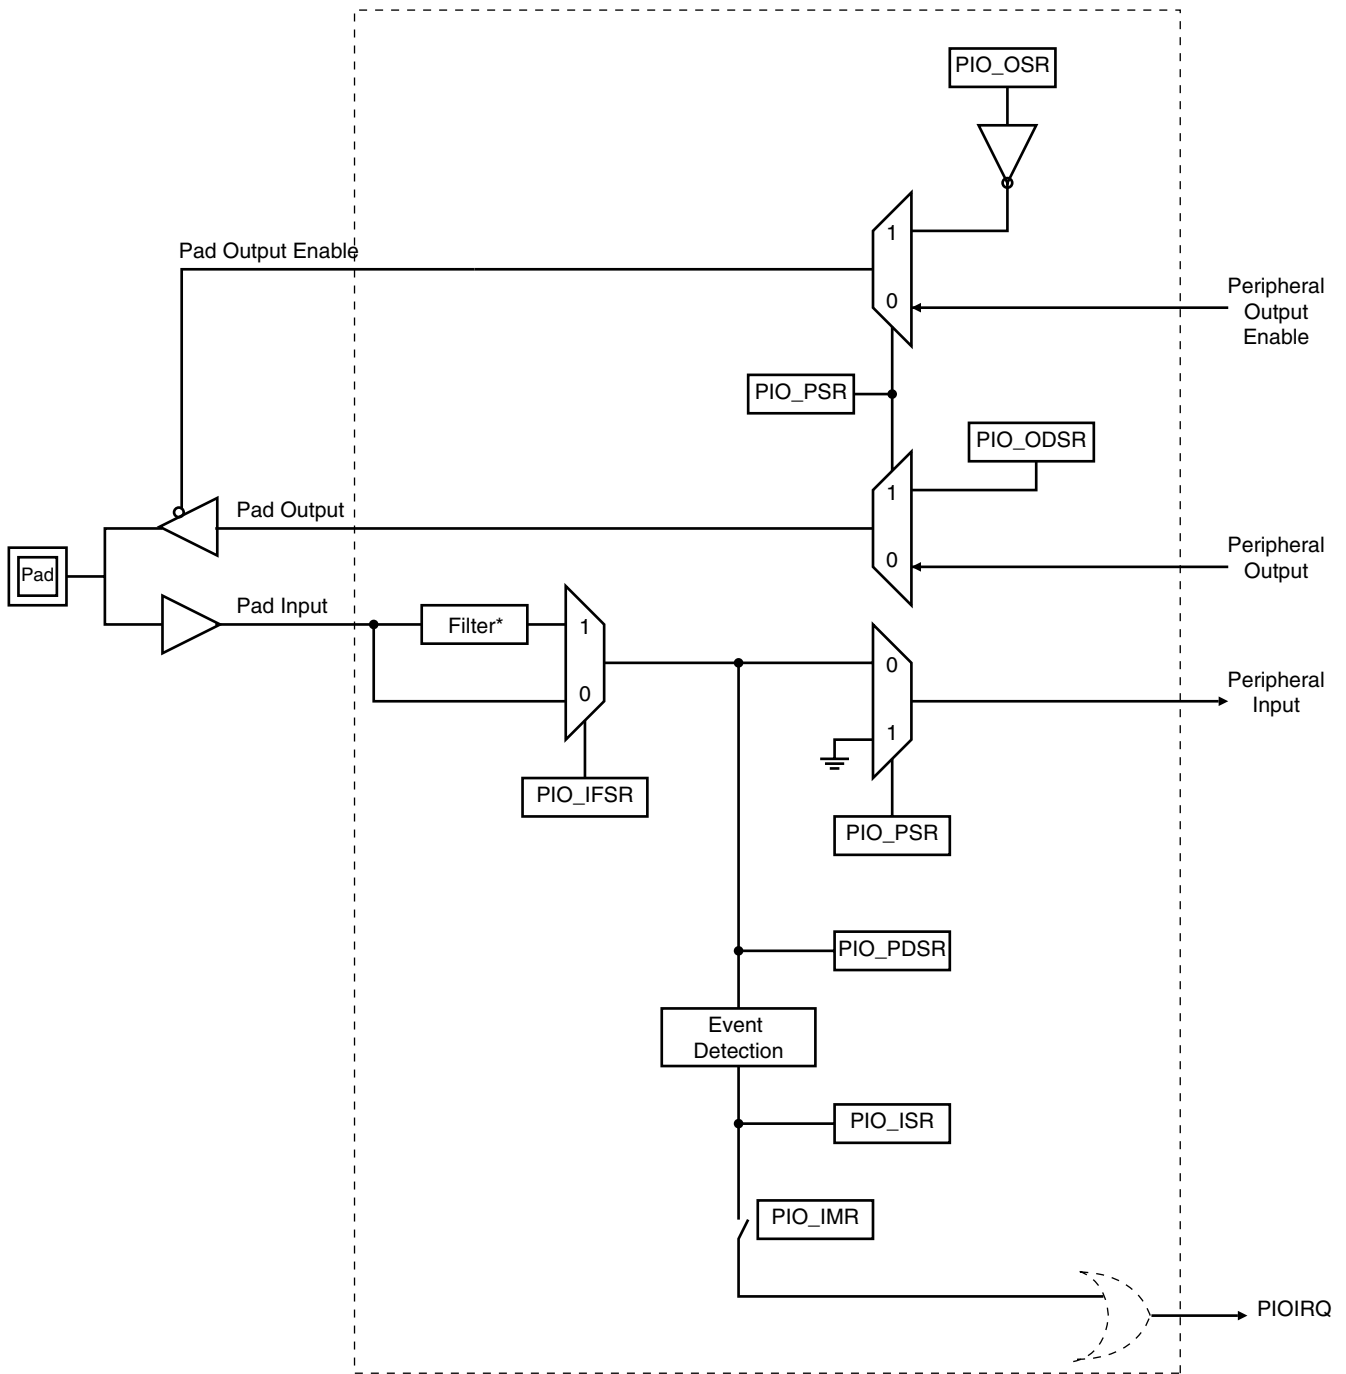 PIO_OSR
1
Pad Output Enable
0
Peripheral
Output
Enable
PIO_PSR
PIO_ODSR
1
Pad Output
0
Peripheral
Output
Pad
Pad Input
Filter*
1
0
0
1
Peripheral
Input
PIO_IFSR
PIO_PSR
PIO_PDSR
Event
Detection
PIO_ISR
PIO_IMR
PIOIRQ